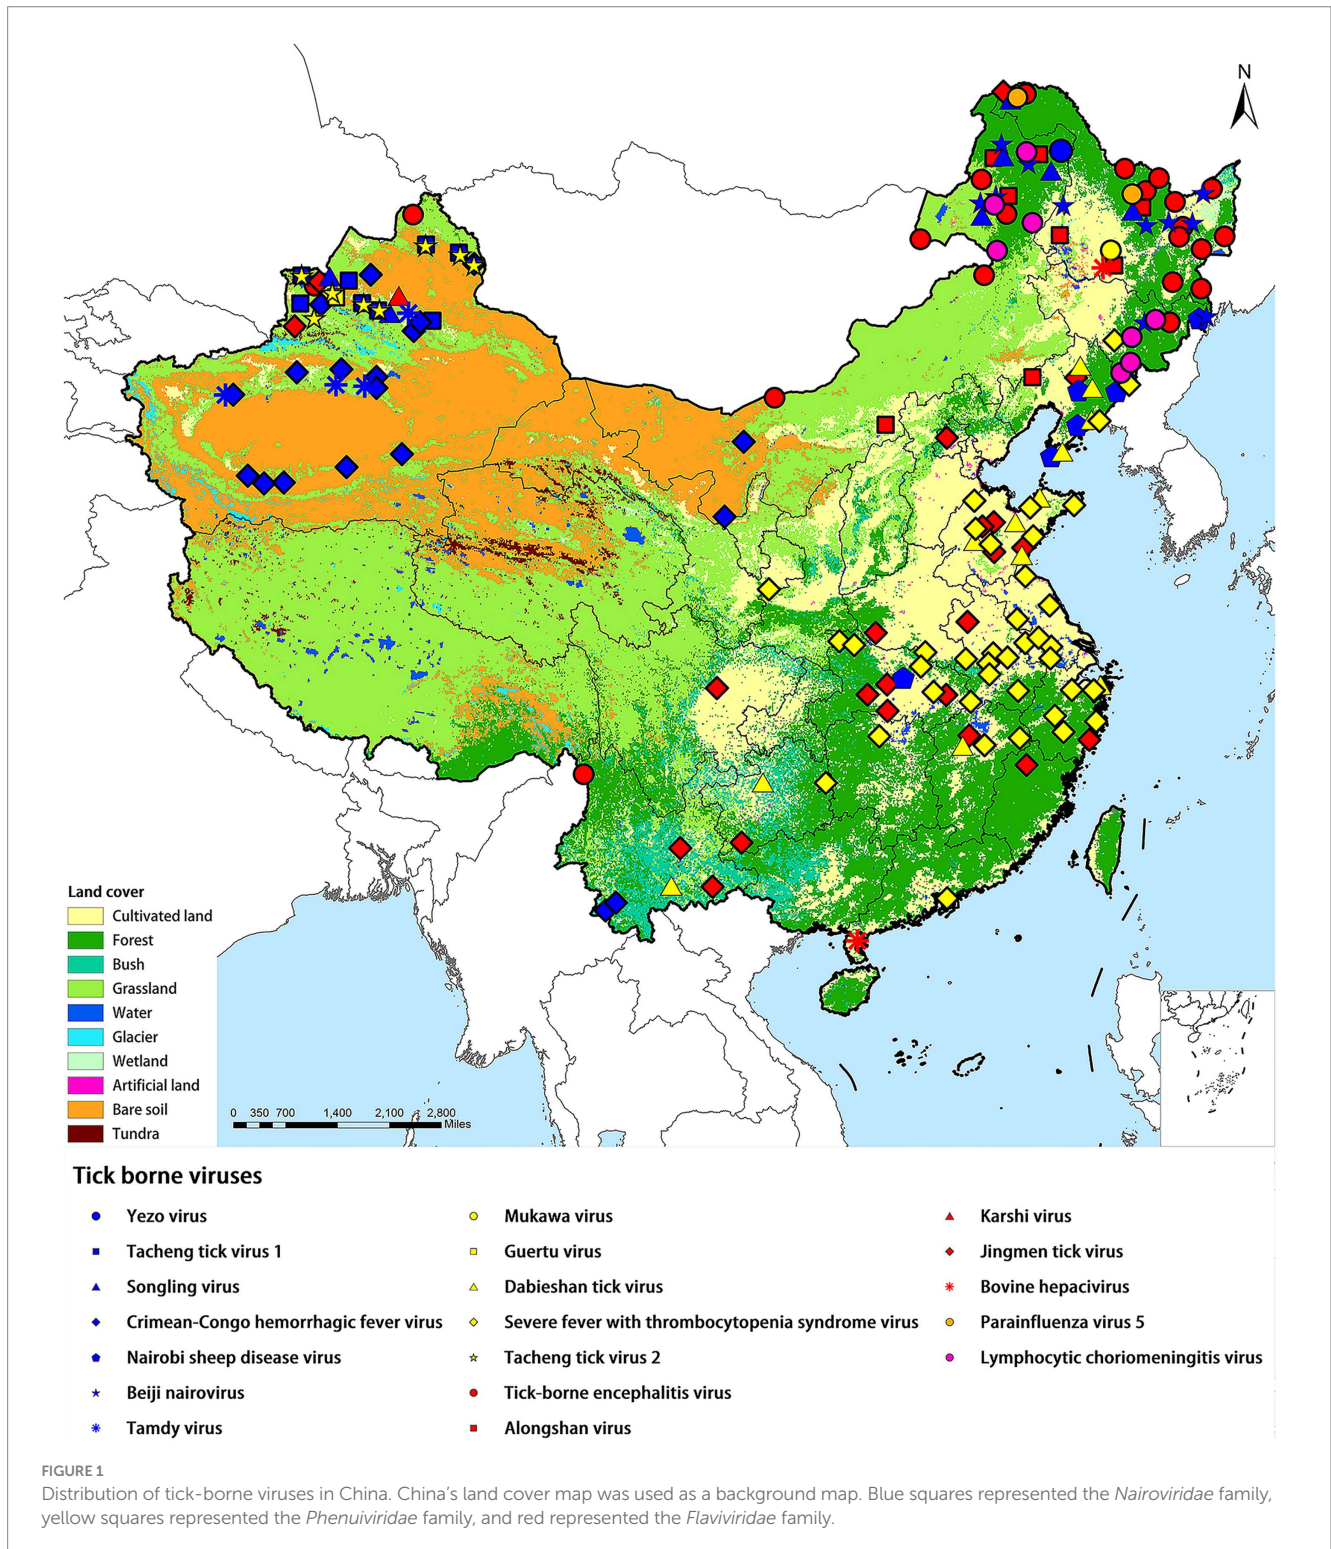 N
Land cover
Cultivated land
Forest
Bush
Grassland
Water
Glacier
Wetland
Artificial land
Bare soil
Tundra
0 350 700 1,400 2,100 2,800
Miles
Tick borne viruses
Yezo virus
Tacheng tick virus 1
Songling virus
Crimean-Congo hemorrhagic fever virus
Nairobi sheep disease virus
Beiji nairovirus
Tamdy virus
Mukawa virus
Guertu virus
Dabieshan tick virus
Severe fever with thrombocytopenia syndrome virus
Tacheng tick virus 2
Tick-borne encephalitis virus
Alongshan virus
Karshi virus
Jingmen tick virus
Bovine hepacivirus
Parainfluenza virus 5
Lymphocytic choriomeningitis virus
FIGURE 1
Distribution of tick-borne viruses in China. China's land cover map was used as a background map. Blue squares represented the Nairoviridae family,
yellow squares represented the Phenuiviridae family, and red represented the Flaviviridae family.